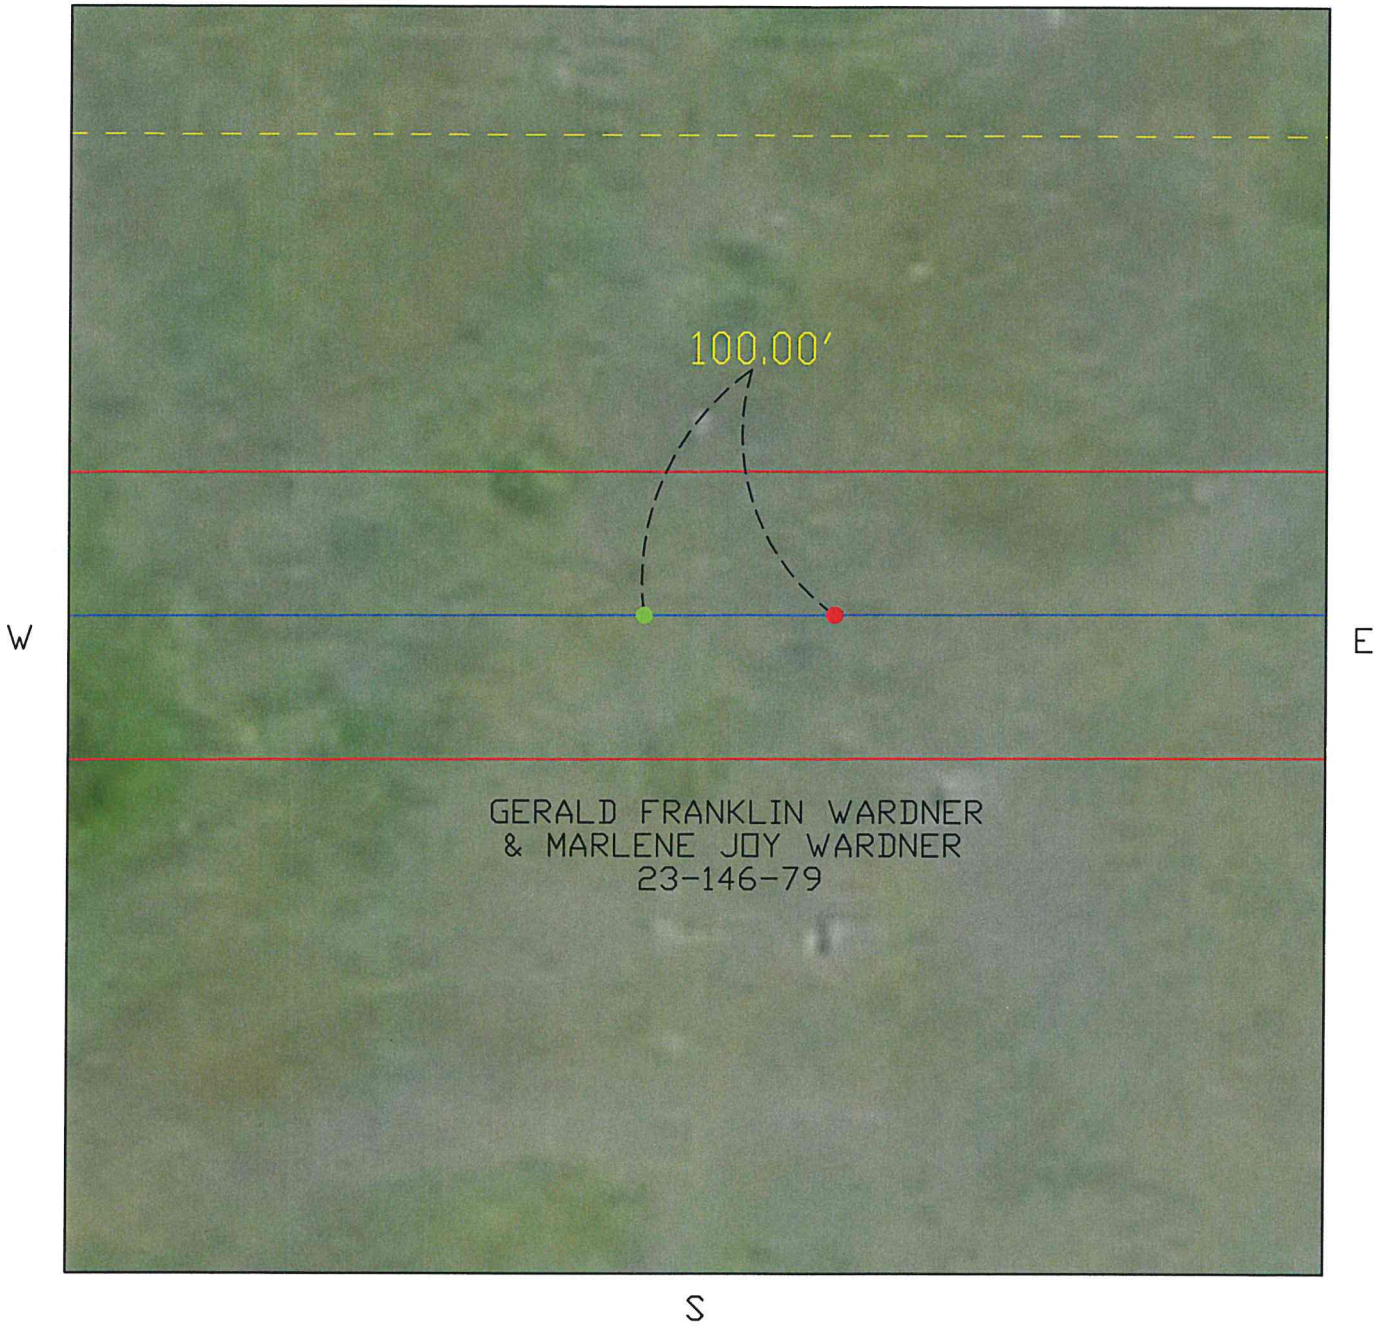 100.00'
W
E
GERALD FRANKLIN WARDNER
& MARLENE JOY WARDNER
23-146-79
S